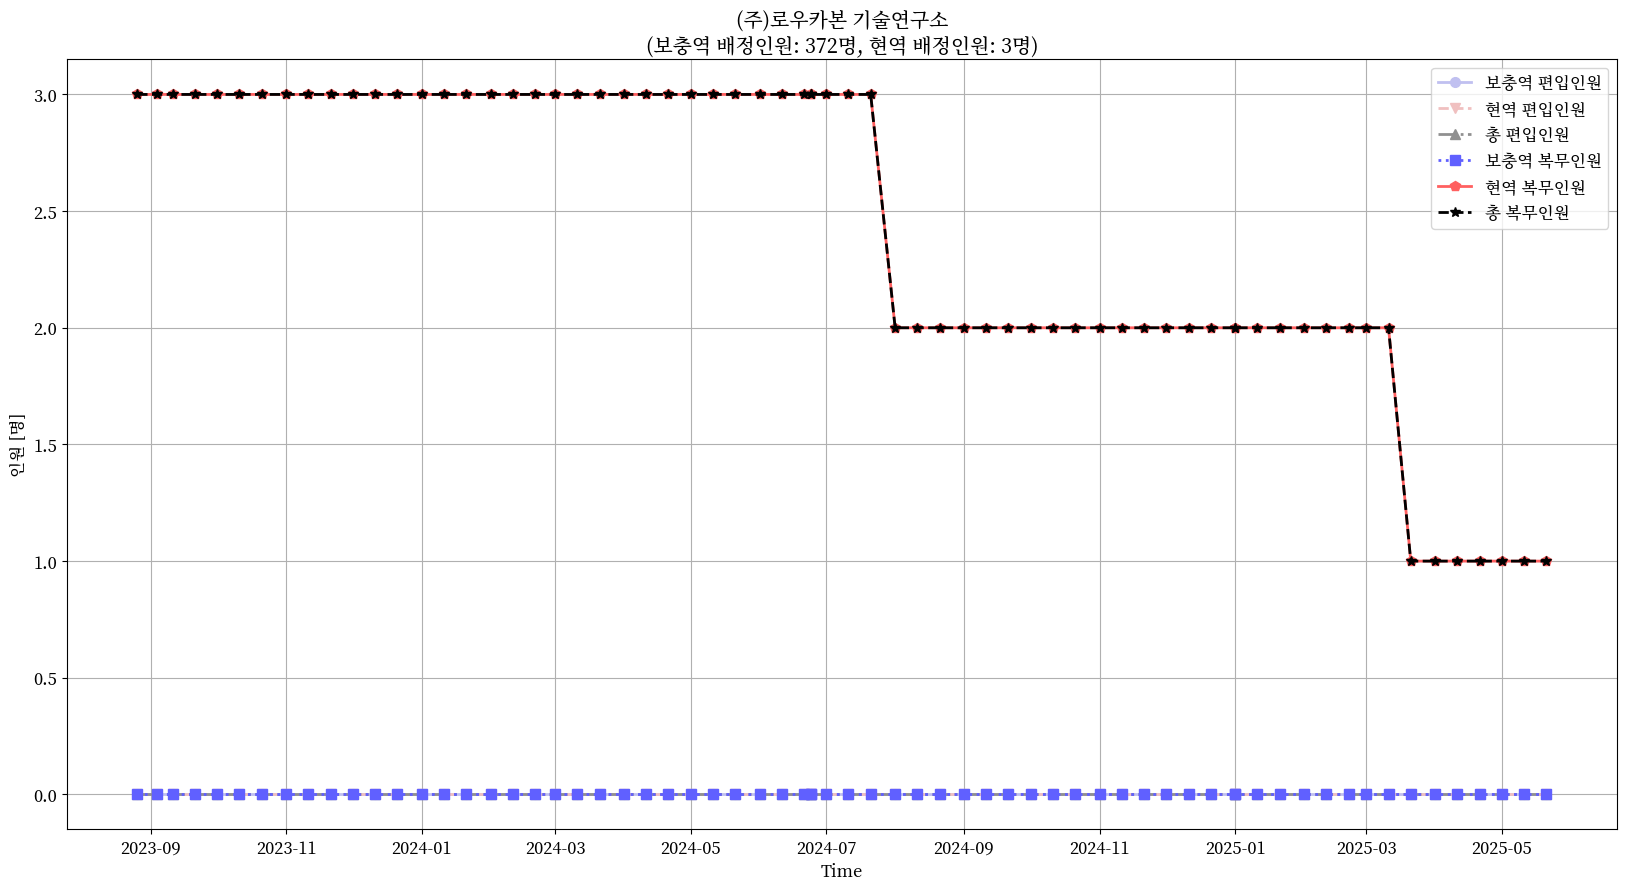 (주)로우카본 기술연구소
(보충역 배정인원: 372명, 현역 배정인원: 3명)
보충역 편입인원
현역 편입인원
총 편입인원
보충역 복무인원
현역 복무인원
총 복무인원
인원 [명]
3.0
2.5
2.0
1.5
1.0
0.5
0.0
2023-09 2023-11 2024-01 2024-03 2024-05 2024-07 2024-09 2024-11 2025-01 2025-03 2025-05
Time